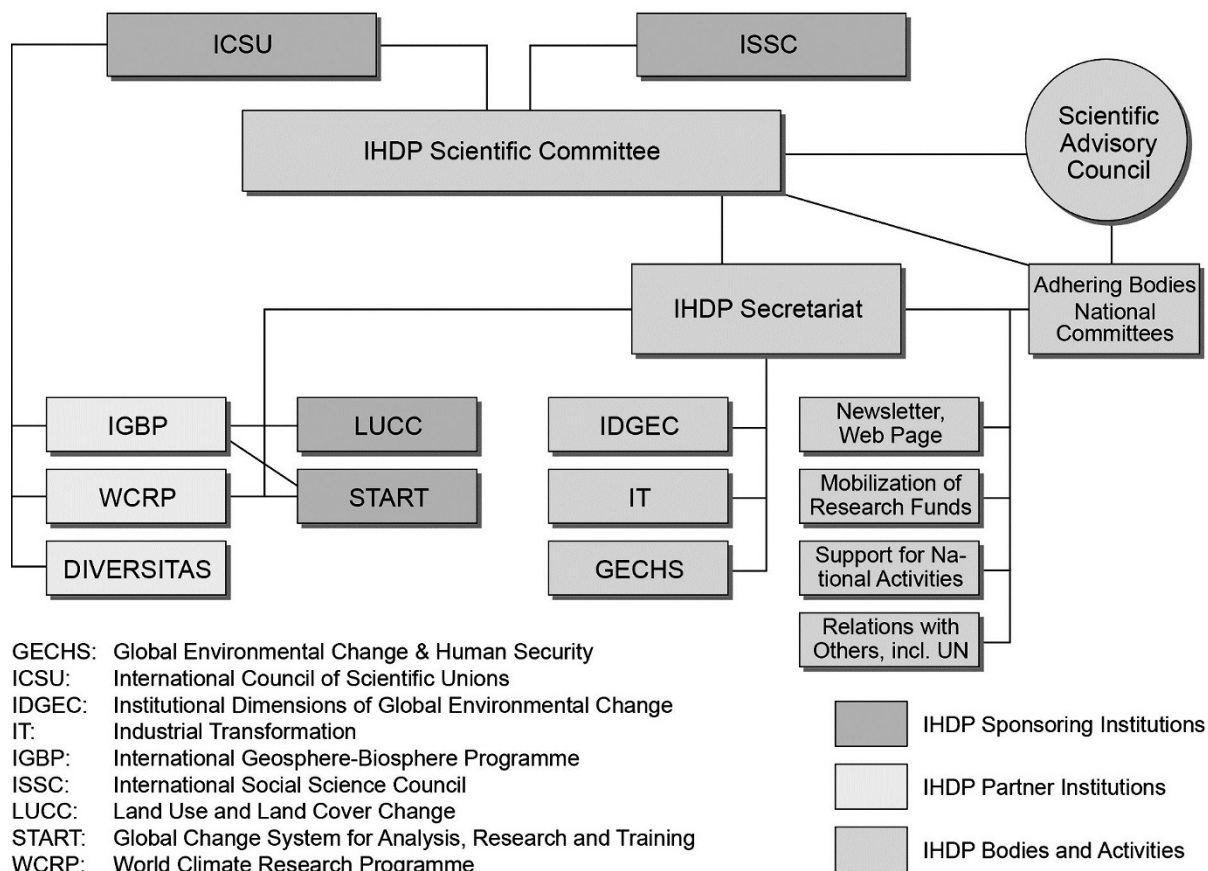 ICSU
ISSC
Scientific
Advisory
Council
IHDP Scientific Committee
IHDP Secretariat
Adhering Bodies
National
Committees
IGBP
LUCC
IDGEC
Newsletter,
Web Page
WCRP
START
IT
Mobilization of
Research Funds
DIVERSITAS
GECHS
Support for Na-
tional Activities
Relations with
Others, incl. UN
GECHS: Global Environmental Change & Human Security
ICSU: International Council of Scientific Unions
IDGEC: Institutional Dimensions of Global Environmental Change
IT: Industrial Transformation
IGBP: International Geosphere-Biosphere Programme
ISSC: International Social Science Council
LUCC: Land Use and Land Cover Change
START: Global Change System for Analysis, Research and Training
WCRP: World Climate Research Programme
IHDP Sponsoring Institutions
IHDP Partner Institutions
IHDP Bodies and Activities